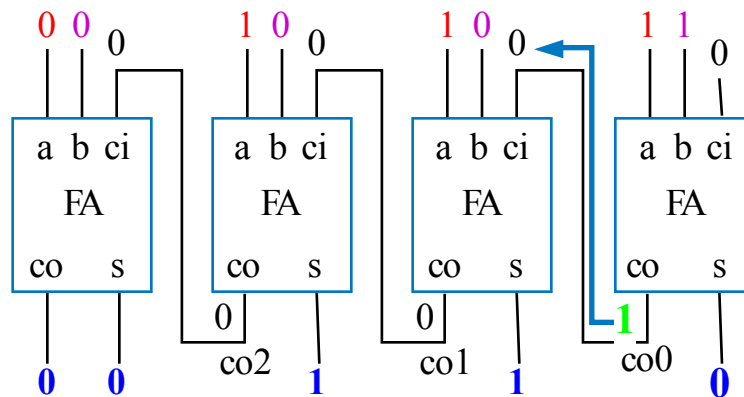 0 0 0 1 0 0 1 0 0 1 1 0
a b ci a b ci a b ci a b ci
FA FA FA FA
co s co s co s co s
0 0 1
co2 co1 co0
0 0 1 1 0